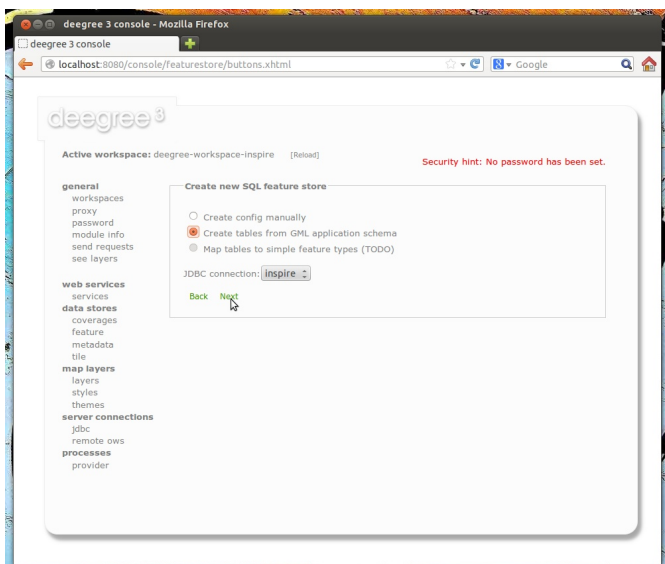 deegree 3 console - Mozilla Firefox
deegree 3 console
localhost:8080/console/featurestore/buttons.xhtml
Google
deegree 3
Active workspace: deegree-workspace-inspire [Reload]
Security hint: No password has been set.
general
workspaces
proxy
password
module info
send requests
see layers
web services
services
data stores
coverages
feature
metadata
tile
map layers
layers
styles
themes
server connections
jdbc
remote ows
processes
provider
Create new SQL feature store
Create config manually
Create tables from GML application schema
Map tables to simple feature types (TODO)
JDBC connection: inspire
Back Next